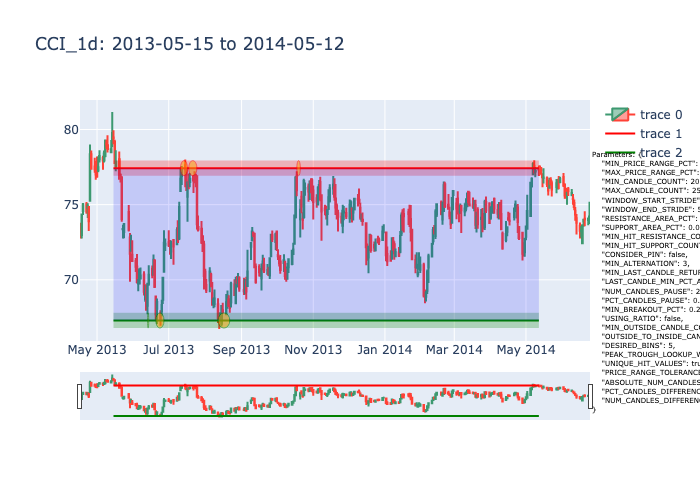 CCI_1d: 2013-05-15 to 2014-05-12
80
75
70
May 2013 Jul 2013 Sep 2013 Nov 2013 Jan 2014 Mar 2014 May 2014
trace 0
trace 1
trace 2
Parameters: {
"MIN_PRICE_RANGE_PCT":
"MAX_PRICE_RANGE_PCT":
"MIN_CANDLE_COUNT": 20
"MAX_CANDLE_COUNT": 25
"WINDOW_START_STRIDE"
"WINDOW_END_STRIDE": 5
"RESISTANCE_AREA_PCT":
"SUPPORT_AREA_PCT": 0.0
"MIN_HIT_RESISTANCE_CO
"MIN_HIT_SUPPORT_COUNT
"CONSIDER_PIN": false,
"MIN_ALTERNATION": 3,
"MIN_LAST_CANDLE_RETUR
"LAST_CANDLE_MIN_PCT_A
"NUM_CANDLES_PAUSE": 2
"PCT_CANDLES_PAUSE": 0.
"MIN_BREAKOUT_PCT": 0.2
"USING_RATIO": false,
"MIN_OUTSIDE_CANDLE_CO
"OUTSIDE_TO_INSIDE_CAN
"DESIRED_BINS": 5,
"PEAK_TROUGH_LOOKUP_W
"UNIQUE_HIT_VALUES": tru
"PRICE_RANGE_TOLERANCE
"ABSOLUTE_NUM_CANDLES
"PCT_CANDLES_DIFFERENC
"NUM_CANDLES_DIFFEREN
}